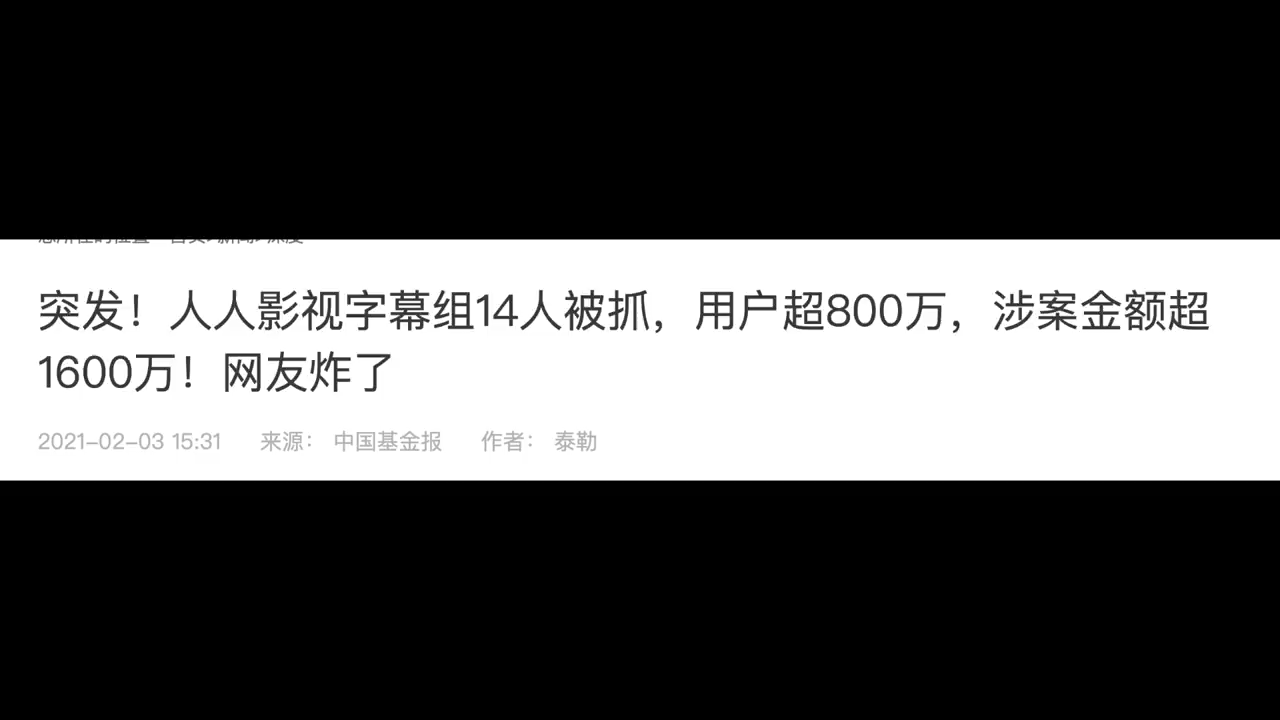 突发！人人影视字幕组14人被抓，用户超800万，涉案金额超
1600万！网友炸了
2021-02-03 15:31 来源： 中国基金报 作者： 泰勒